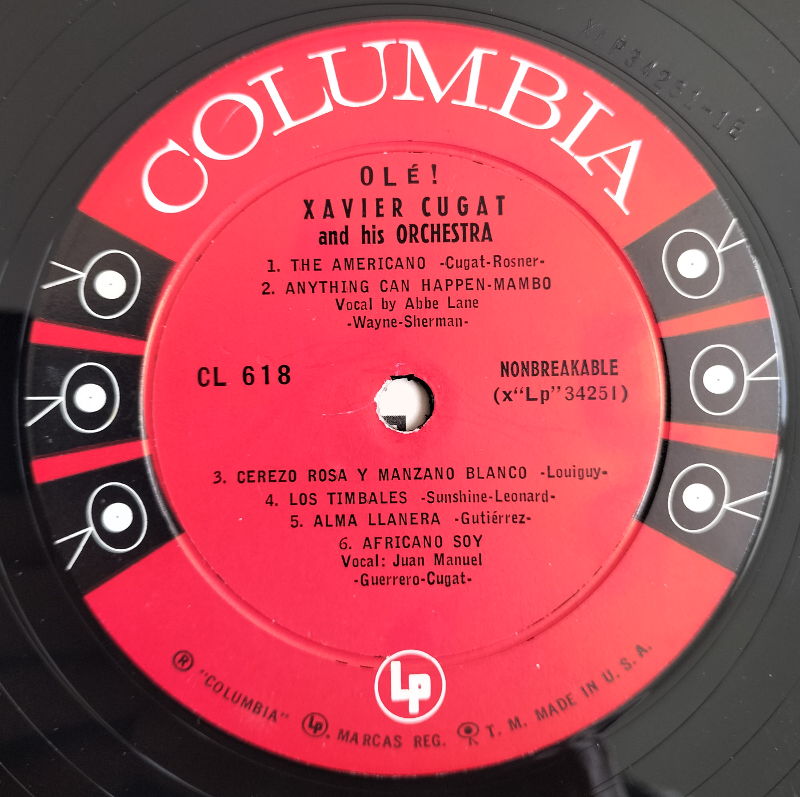 XLP34251-1E
COLUMBIA
OLÉ!
XAVIER CUGAT
and his ORCHESTRA
1. THE AMERICANO -Cugat-Rosner-
2. ANYTHING CAN HAPPEN-MAMBO
Vocal by Abbe Lane
-Wayne-Sherman-
CL 618
NONBREAKABLE
(x“Lp”34251)
3. CEREZO ROSA Y MANZANO BLANCO -Louiguy-
4. LOS TIMBALES -Sunshine-Leonard-
5. ALMA LLANERA -Gutiérrez-
6. AFRICANO SOY
Vocal: Juan Manuel
-Guerrero-Cugat-
Lp
® "COLUMBIA" Lp. MARCAS REG. T. M. MADE IN U. S. A.